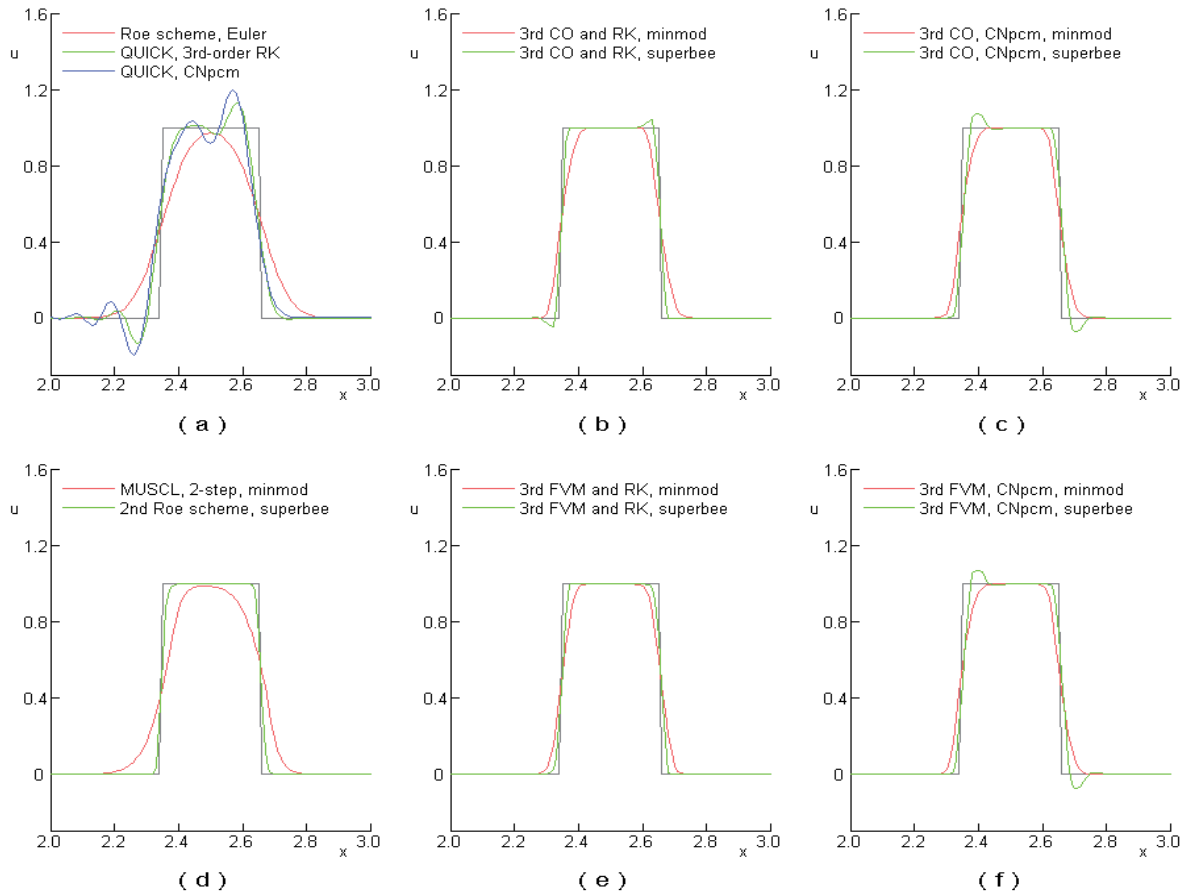 1.6
u
1.2
0.8
0.4
0
Roe scheme, Euler
QUICK, 3rd-order RK
QUICK, CNpcm
2.0 2.2 2.4 2.6 2.8 3.0
x
(a)
1.6
u
1.2
0.8
0.4
0
3rd CO and RK, minmod
3rd CO and RK, superbee
2.0 2.2 2.4 2.6 2.8 3.0
x
(b)
1.6
u
1.2
0.8
0.4
0
3rd CO, CNpcm, minmod
3rd CO, CNpcm, superbee
2.0 2.2 2.4 2.6 2.8 3.0
x
(c)
1.6
u
1.2
0.8
0.4
0
MUSCL, 2-step, minmod
2nd Roe scheme, superbee
2.0 2.2 2.4 2.6 2.8 3.0
x
(d)
1.6
u
1.2
0.8
0.4
0
3rd FVM and RK, minmod
3rd FVM and RK, superbee
2.0 2.2 2.4 2.6 2.8 3.0
x
(e)
1.6
u
1.2
0.8
0.4
0
3rd FVM, CNpcm, minmod
3rd FVM, CNpcm, superbee
2.0 2.2 2.4 2.6 2.8 3.0
x
(f)